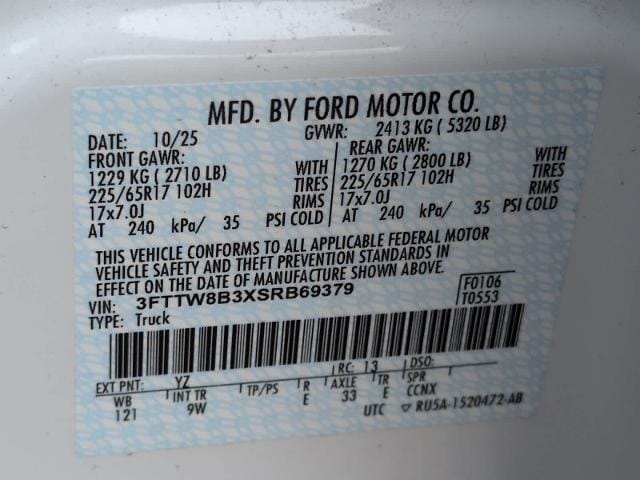 MFD. BY FORD MOTOR CO.
DATE: 10/25 GVWR: 2413 KG ( 5320 LB)
FRONT GAWR: REAR GAWR:
1229 KG ( 2710 LB) WITH 1270 KG ( 2800 LB) WITH
225/65R17 102H TIRES 225/65R17 102H TIRES
17x7.0J RIMS 17x7.0J RIMS
AT 240 kPa/ 35 PSI COLD AT 240 kPa/ 35 PSI COLD
THIS VEHICLE CONFORMS TO ALL APPLICABLE FEDERAL MOTOR
VEHICLE SAFETY AND THEFT PREVENTION STANDARDS IN
EFFECT ON THE DATE OF MANUFACTURE SHOWN ABOVE.
VIN: 3FTTW8B3XSRB69379 F0106
TYPE: Truck T0553
EXT PNT: YZ RC: 13 DSO:
WB INT TR TP/PS R AXLE TR SPR
121 9W E 33 E CCNX
UTC ▽ RU5A-1520472-AB